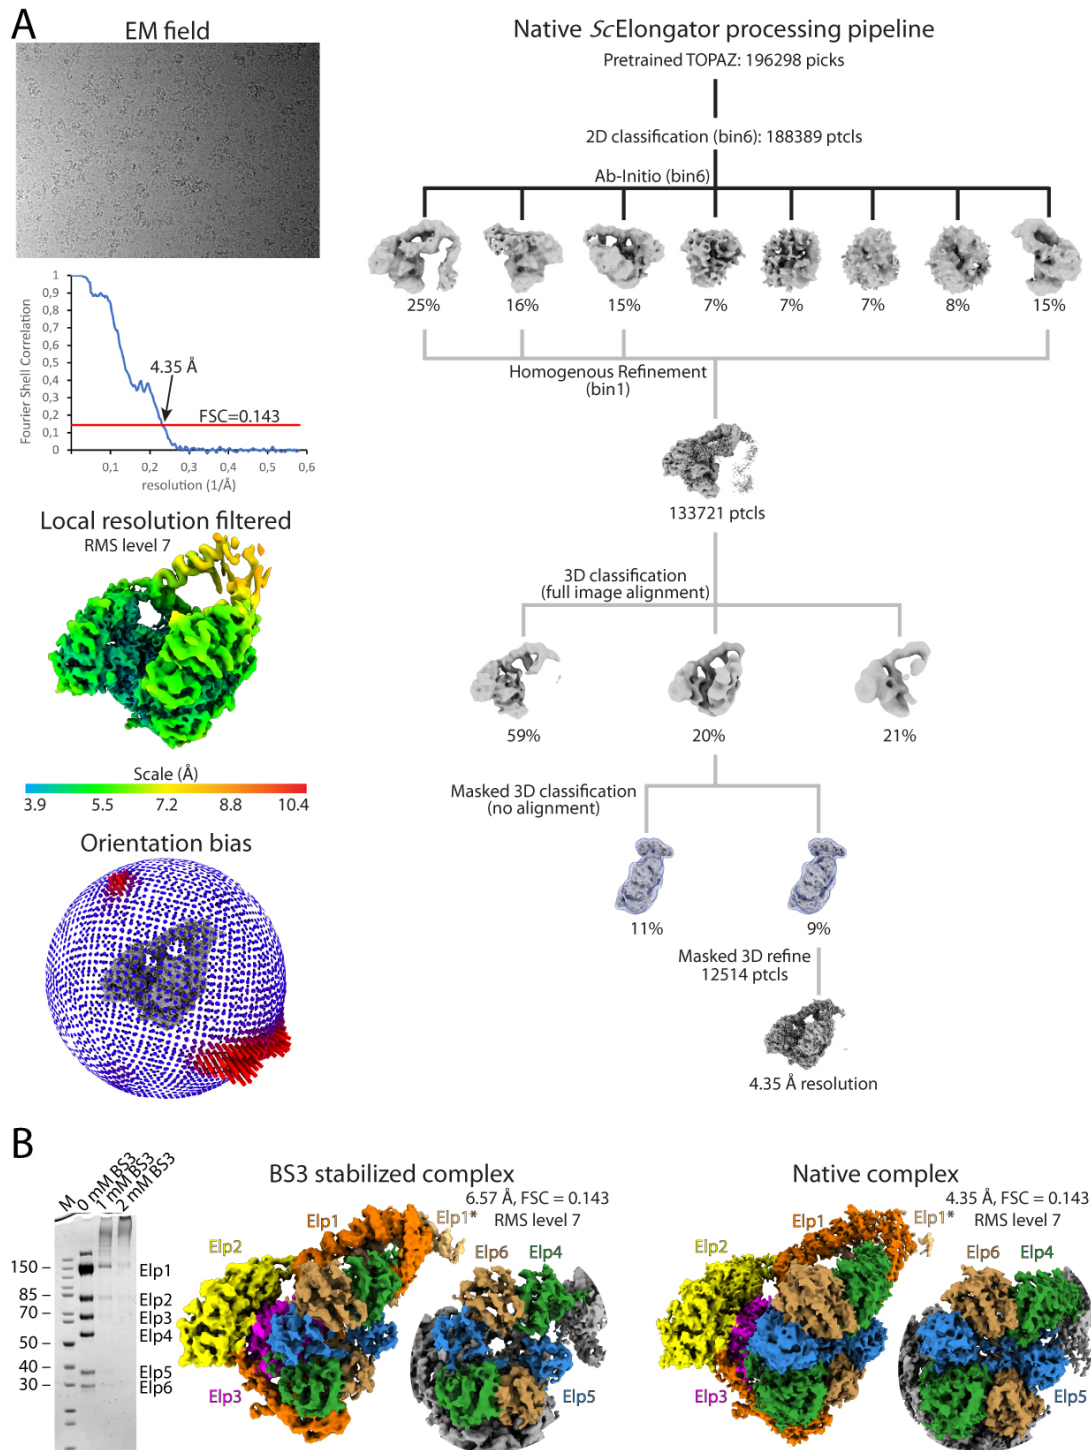 A
EM field
1
0,9
0,8
0,7
0,6
0,5
0,4
0,3
0,2
0,1
0
Fourier Shell Correlation
4.35 Å
FSC=0.143
0,1
0,2
0,3
0,4
0,5
0,6
resolution (1/Å)
Local resolution filtered
RMS level 7
Scale (Å)
3.9 5.5 7.2 8.8 10.4
Orientation bias
Native ScElongator processing pipeline
Pretrained TOPAZ: 196298 picks
2D classification (bin6): 188389 ptcls
Ab-Initio (bin6)
25% 16% 15% 7% 7% 7% 8% 15%
Homogenous Refinement
(bin1)
133721 ptcls
3D classification
(full image alignment)
59% 20% 21%
Masked 3D classification
(no alignment)
11% 9%
Masked 3D refine
12514 ptcls
4.35 Å resolution
B
M
0 mM BS3
1 mM BS3
2 mM BS3
150
85
70
50
40
30
Elp1
Elp2
Elp3
Elp4
Elp5
Elp6
BS3 stabilized complex
6.57 Å, FSC = 0.143
RMS level 7
Elp1
Elp1*
Elp2
Elp6
Elp4
Elp3
Elp5
Native complex
4.35 Å, FSC = 0.143
RMS level 7
Elp1
Elp1*
Elp2
Elp6
Elp4
Elp3
Elp5